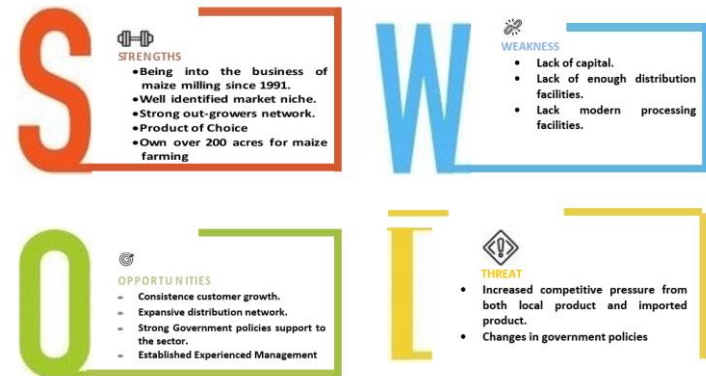 S
STRENGTHS
•Being into the business of
maize milling since 1991.
•Well identified market niche.
•Strong out-growers network.
•Product of Choice
•Own over 200 acres for maize
farming
W
WEAKNESS
• Lack of capital.
• Lack of enough distribution
facilities.
• Lack modern processing
facilities.
O
OPPORTUNITIES
- Consistence customer growth.
- Expansive distribution network.
- Strong Government policies support to
the sector.
- Established Experienced Management
THREAT
• Increased competitive pressure from
both local product and imported
product.
• Changes in government policies